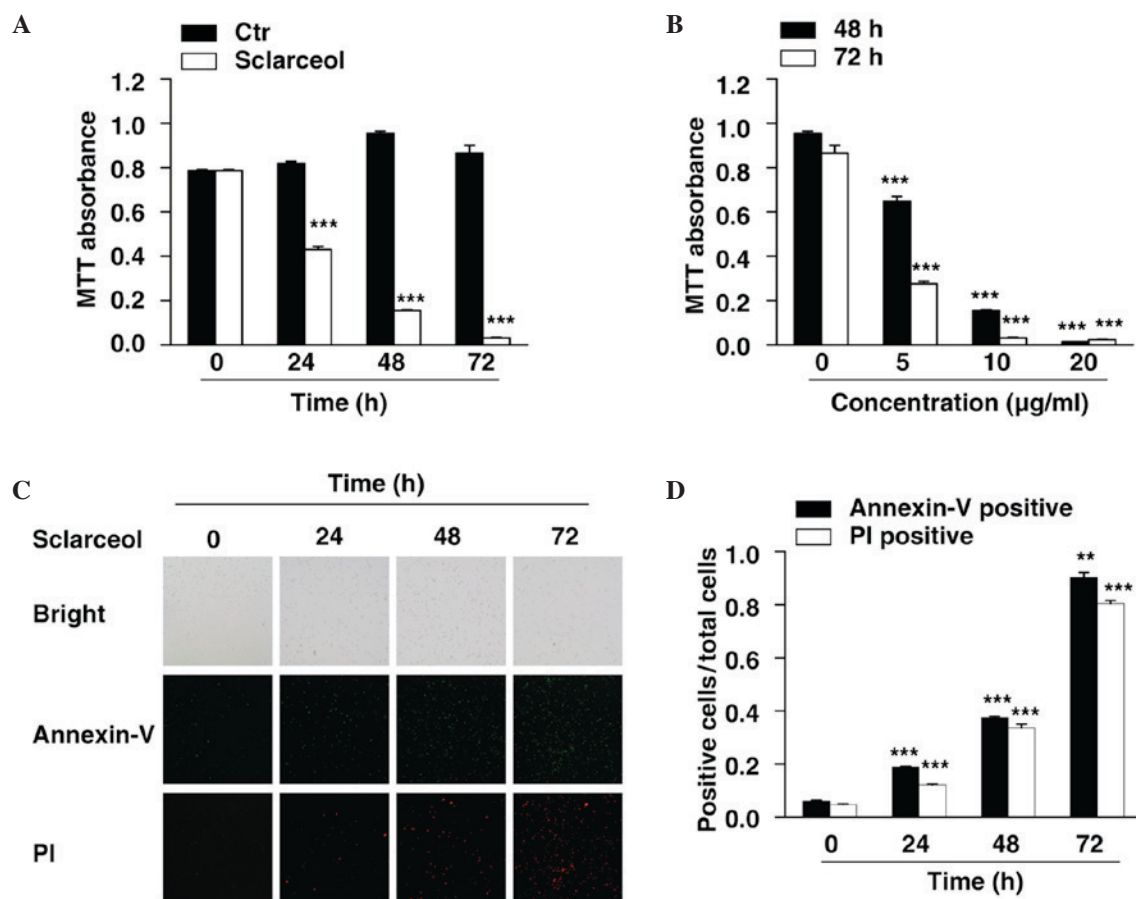 A
Ctr
Sclarceol
MTT absorbance
1.2
1.0
0.8
0.6
0.4
0.2
0.0
***
***
***
0 24 48 72
Time (h)
B
48 h
72 h
MTT absorbance
1.2
1.0
0.8
0.6
0.4
0.2
0.0
***
***
***
***
*** ***
0 5 10 20
Concentration (µg/ml)
C
Time (h)
Sclarceol 0 24 48 72
Bright
Annexin-V
PI
D
Annexin-V positive
PI positive
Positive cells/total cells
1.0
0.8
0.6
0.4
0.2
0.0
***
***
***
***
**
***
0 24 48 72
Time (h)